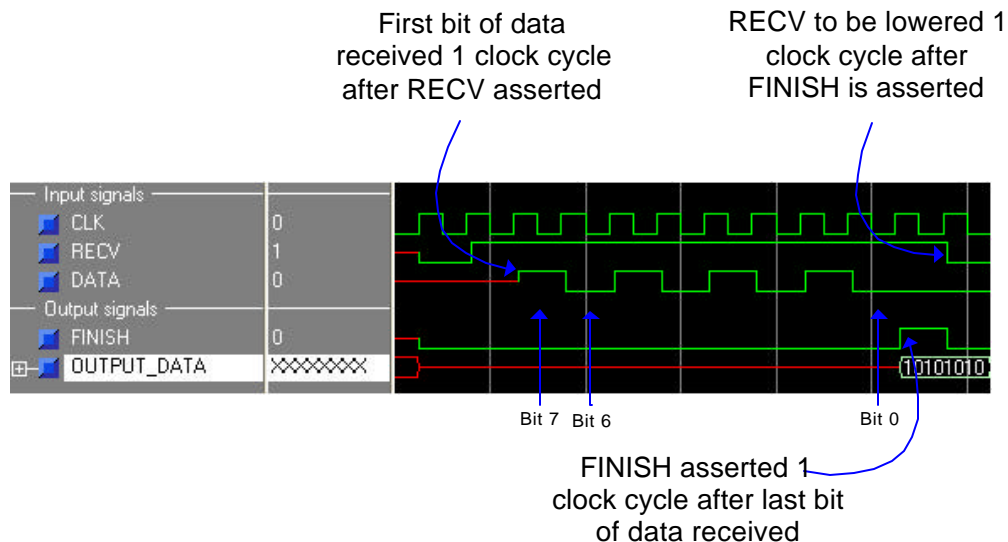 First bit of data
received 1 clock cycle
after RECV asserted
RECV to be lowered 1
clock cycle after
FINISH is asserted
Input signals
CLK 0
RECV 1
DATA 0
Output signals
FINISH 0
OUTPUT_DATA XXXXXXXX 10101010
Bit 7 Bit 6 Bit 0
FINISH asserted 1
clock cycle after last bit
of data received